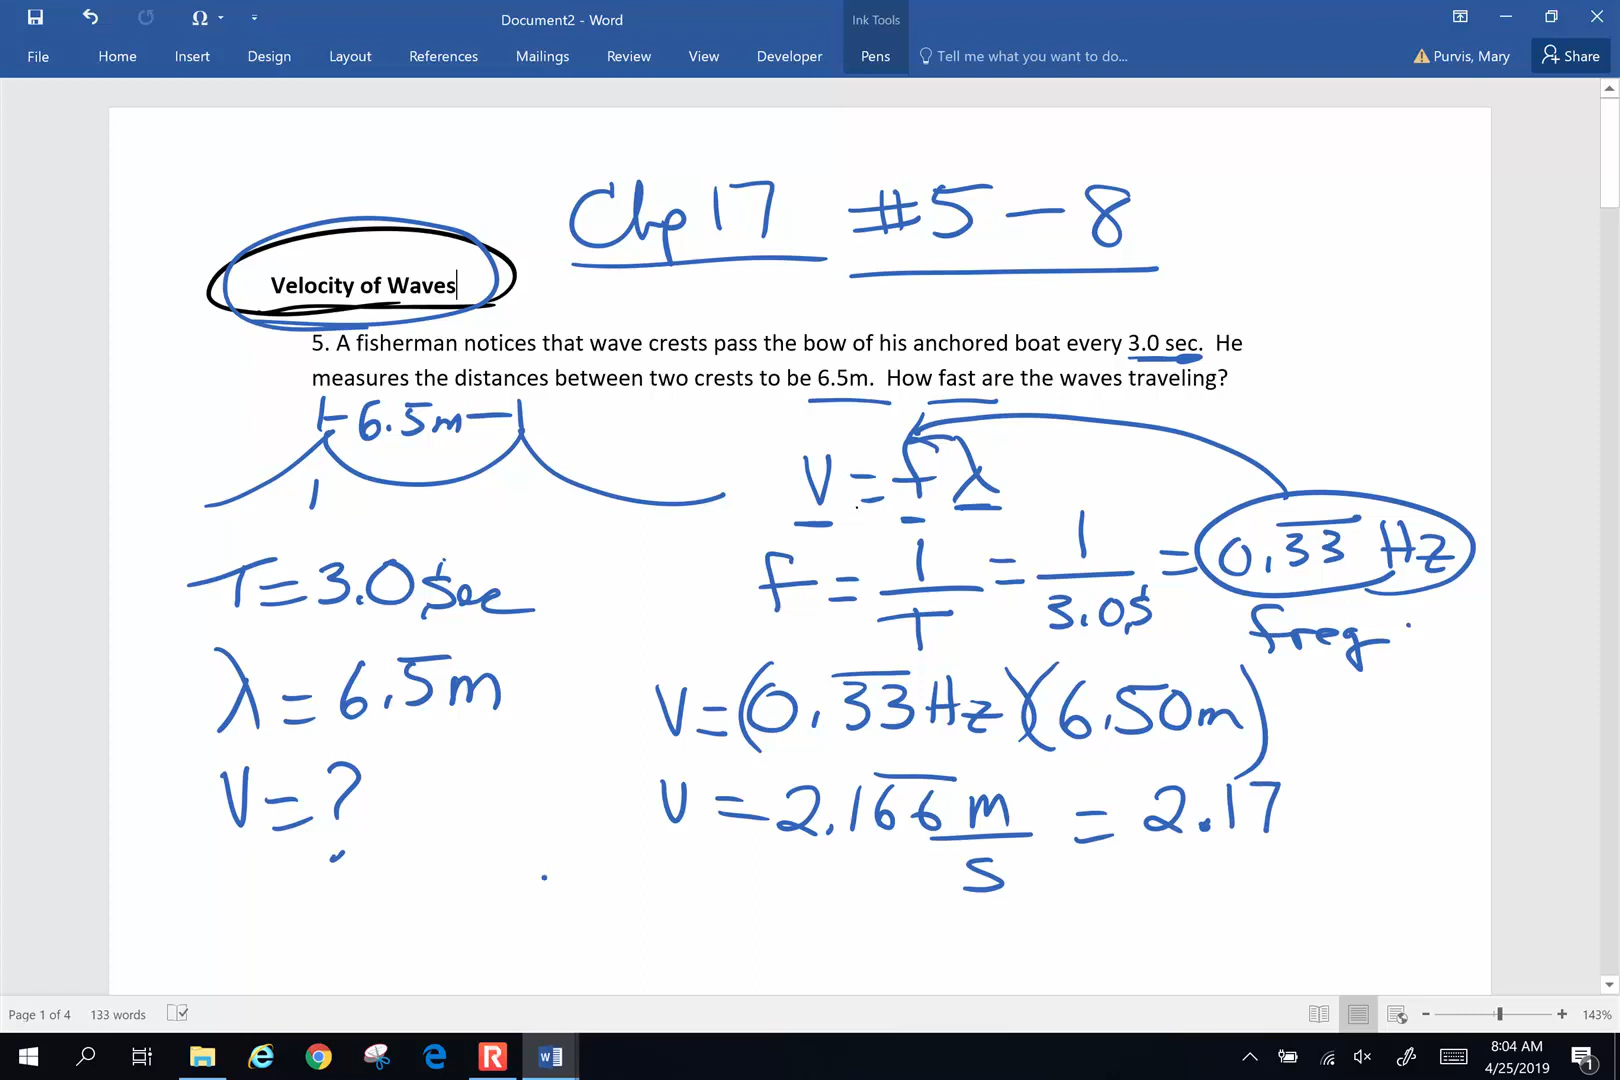 Document2 - Word
Ink Tools
File Home Insert Design Layout References Mailings Review View Developer Pens Tell me what you want to do... Purvis, Mary Share
Chp 17 #5-8
Velocity of Waves
5. A fisherman notices that wave crests pass the bow of his anchored boat every 3.0 sec. He
measures the distances between two crests to be 6.5m. How fast are the waves traveling?
6.5m
V = f λ
T = 3.0 sec
f = 1/T = 1/3.0 s = 0.33 Hz
freq
λ = 6.5m
V = (0.33 Hz)(6.50m)
V = ?
V = 2.166 m/s = 2.17
Page 1 of 4 133 words 143%
8:04 AM
4/25/2019
1